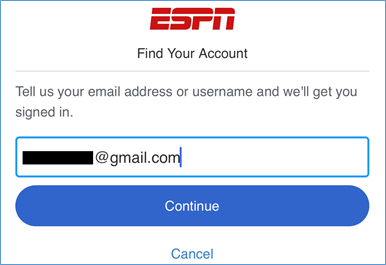 ESPN
Find Your Account
Tell us your email address or username and we'll get you
signed in.
@gmail.com
Continue
Cancel